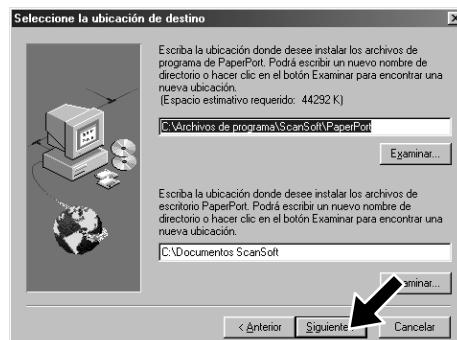 Seleccione la ubicación de destino
Escriba la ubicación donde desee instalar los archivos de
programa de PaperPort. Podrá escribir un nuevo nombre de
directorio o hacer clic en el botón Examinar para encontrar una
nueva ubicación.
(Espacio estimativo requerido: 44292 K)
C:\Archivos de programa\ScanSoft\PaperPort
Examinar...
Escriba la ubicación donde desee instalar los archivos de
escritorio PaperPort. Podrá escribir un nuevo nombre de
directorio o hacer clic en el botón Examinar para encontrar una
nueva ubicación.
C:\Documentos ScanSoft
Examinar...
< Anterior Siguiente > Cancelar